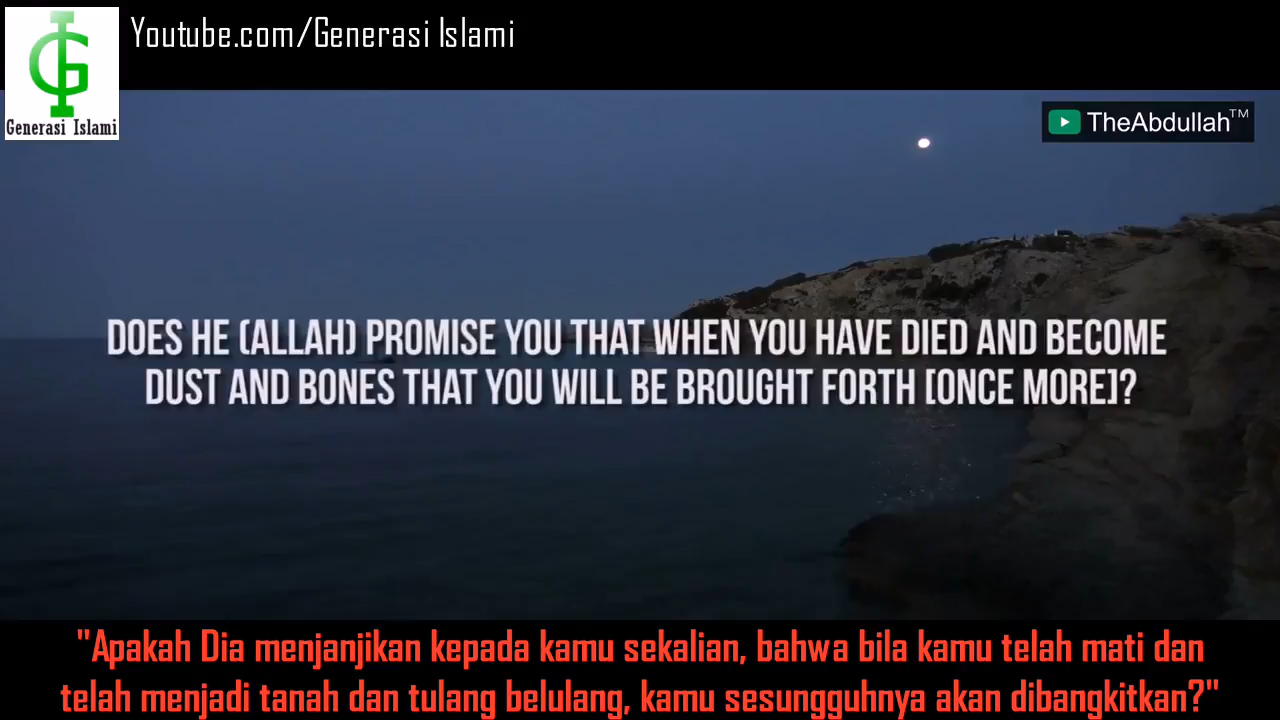 Youtube.com/Generasi Islami
Generasi Islami
TheAbdullah™
DOES HE (ALLAH) PROMISE YOU THAT WHEN YOU HAVE DIED AND BECOME
DUST AND BONES THAT YOU WILL BE BROUGHT FORTH [ONCE MORE]?
"Apakah Dia menjanjikan kepada kamu sekalian, bahwa bila kamu telah mati dan
telah menjadi tanah dan tulang belulang, kamu sesungguhnya akan dibangkitkan?"